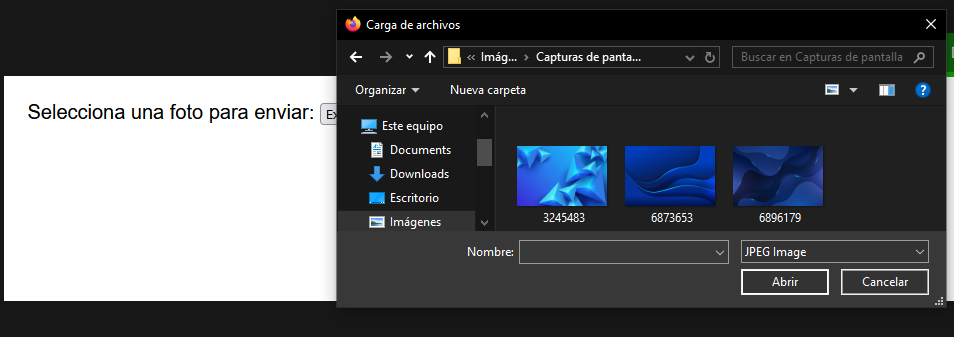 Carga de archivos
Imág... Capturas de panta...
Buscar en Capturas de pantalla
Organizar
Nueva carpeta
Selecciona una foto para enviar:
Este equipo
Documents
Downloads
Escritorio
Imágenes
3245483
6873653
6896179
Nombre:
JPEG Image
Abrir
Cancelar